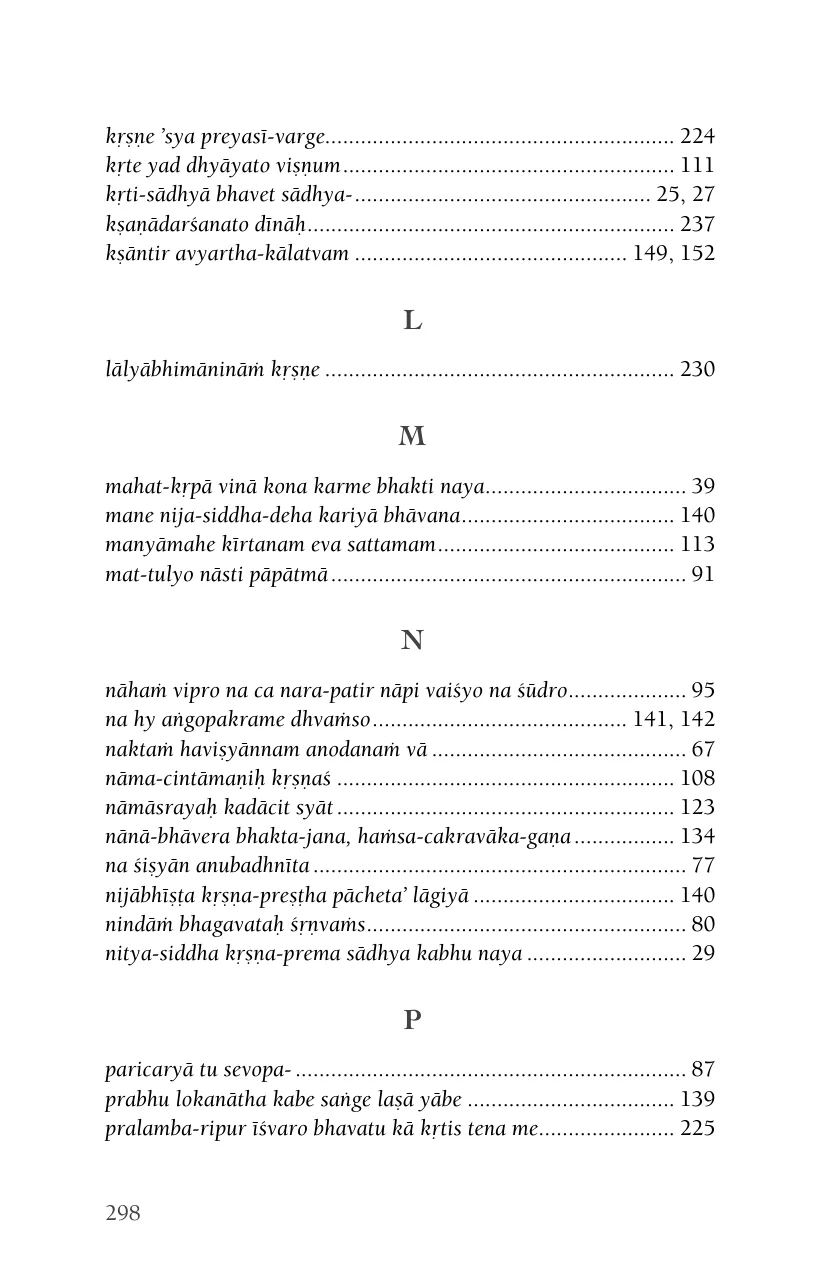 kṛṣṇe ’sya preyasī-varge........................................................... 224
kṛte yad dhyāyato viṣṇum........................................................ 111
kṛti-sādhyā bhavet sādhya-.................................................. 25, 27
kṣaṇādarśanato dīnāḥ.............................................................. 237
kṣāntir avyartha-kālatvam .............................................. 149, 152
L
lālyābhimānināṁ kṛṣṇe ........................................................... 230
M
mahat-kṛpā vinā kona karme bhakti naya.................................. 39
mane nija-siddha-deha kariyā bhāvana.................................... 140
manyāmahe kīrtanam eva sattamam........................................ 113
mat-tulyo nāsti pāpātmā............................................................ 91
N
nāhaṁ vipro na ca nara-patir nāpi vaiśyo na śūdro.................... 95
na hy aṅgopakrame dhvaṁso........................................... 141, 142
naktaṁ haviṣyānnam anodanaṁ vā ........................................... 67
nāma-cintāmaṇiḥ kṛṣṇaś ......................................................... 108
nāmāsrayaḥ kadācit syāt......................................................... 123
nānā-bhāvera bhakta-jana, haṁsa-cakravāka-gaṇa................. 134
na śiṣyān anubadhnīta............................................................... 77
nijābhīṣṭa kṛṣṇa-preṣṭha pācheta’ lāgiyā .................................. 140
nindāṁ bhagavataḥ śṛṇvaṁs...................................................... 80
nitya-siddha kṛṣṇa-prema sādhya kabhu naya ........................... 29
P
paricaryā tu sevopa- .................................................................. 87
prabhu lokanātha kabe saṅge laṣā yābe ................................... 139
pralamba-ripur īśvaro bhavatu kā kṛtis tena me....................... 225
298